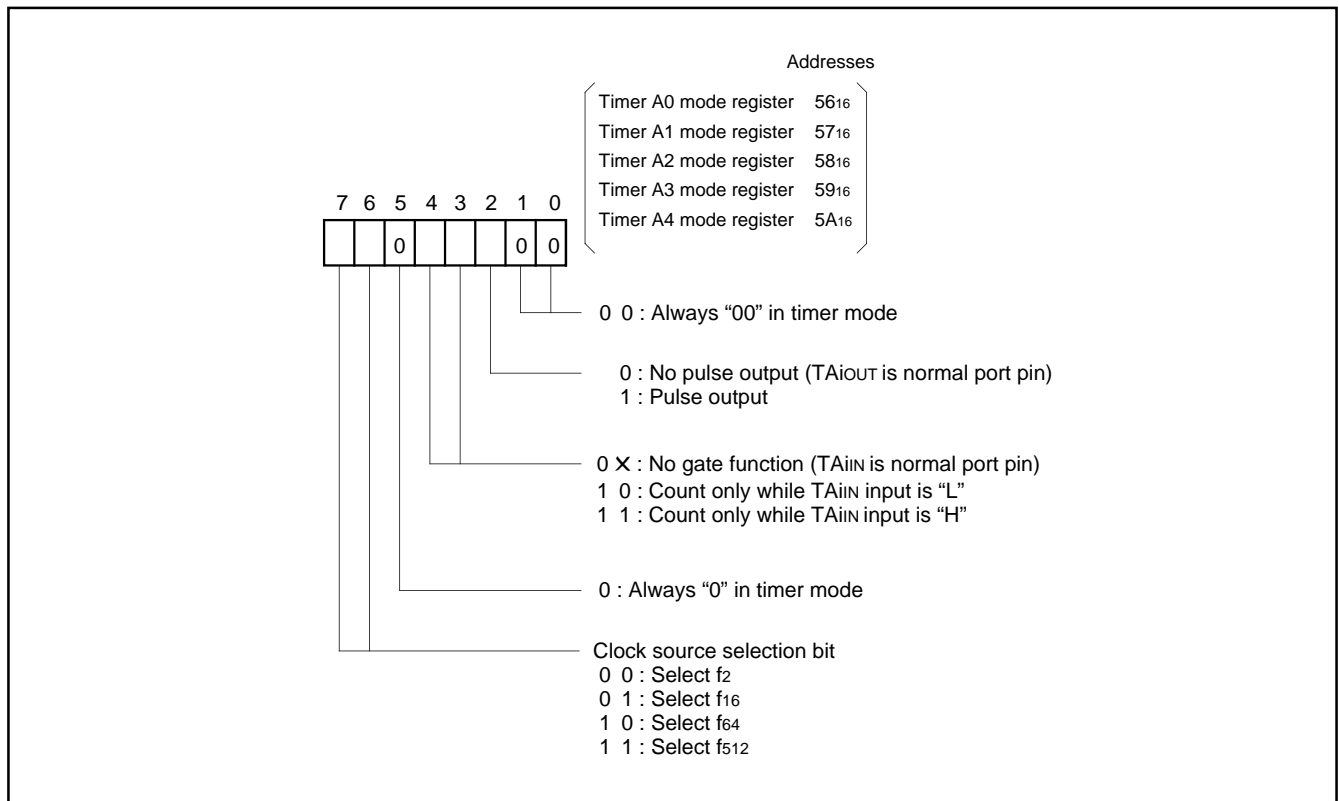 Addresses
Timer A0 mode register 5616
Timer A1 mode register 5716
Timer A2 mode register 5816
Timer A3 mode register 5916
Timer A4 mode register 5A16
7 6 5 4 3 2 1 0
0 0 0
0 0 : Always “00” in timer mode
0 : No pulse output (TAiOUT is normal port pin)
1 : Pulse output
0 × : No gate function (TAiIN is normal port pin)
1 0 : Count only while TAiIN input is “L”
1 1 : Count only while TAiIN input is “H”
0 : Always “0” in timer mode
Clock source selection bit
0 0 : Select f2
0 1 : Select f16
1 0 : Select f64
1 1 : Select f512